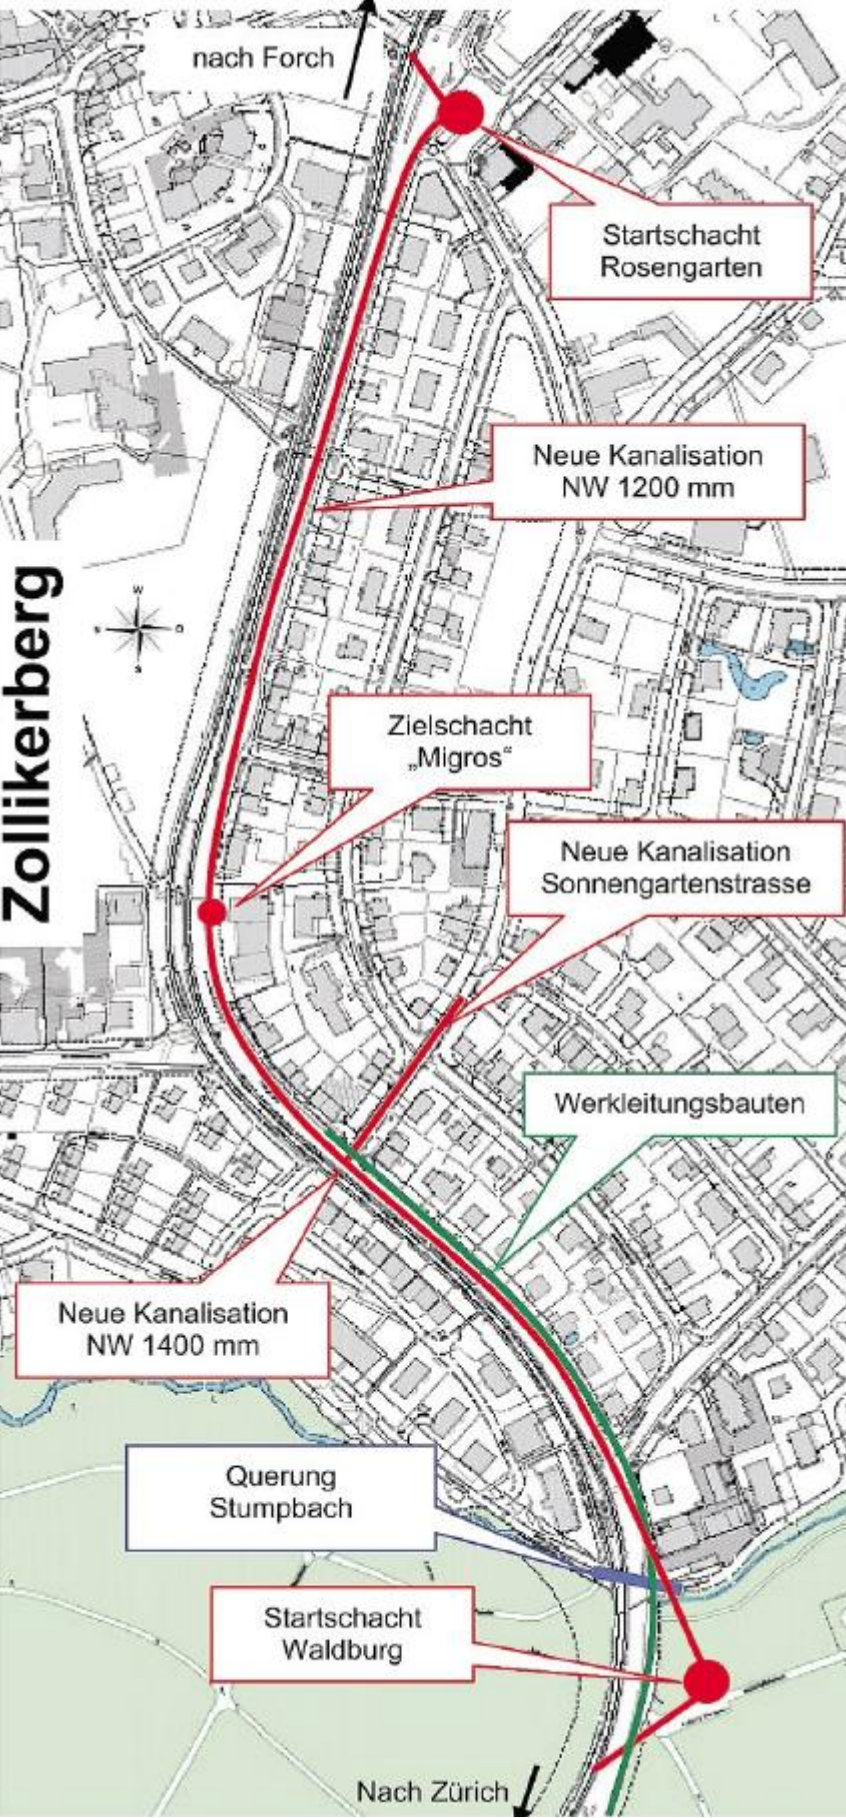 nach Forch
Startschacht
Rosengarten
Neue Kanalisation
NW 1200 mm
Zollikerberg
W
O
S
Zielschacht
„Migros“
Neue Kanalisation
Sonnengartenstrasse
Werkleitungsbauten
Neue Kanalisation
NW 1400 mm
Querung
Stumpbach
Startschacht
Waldburg
Nach Zürich